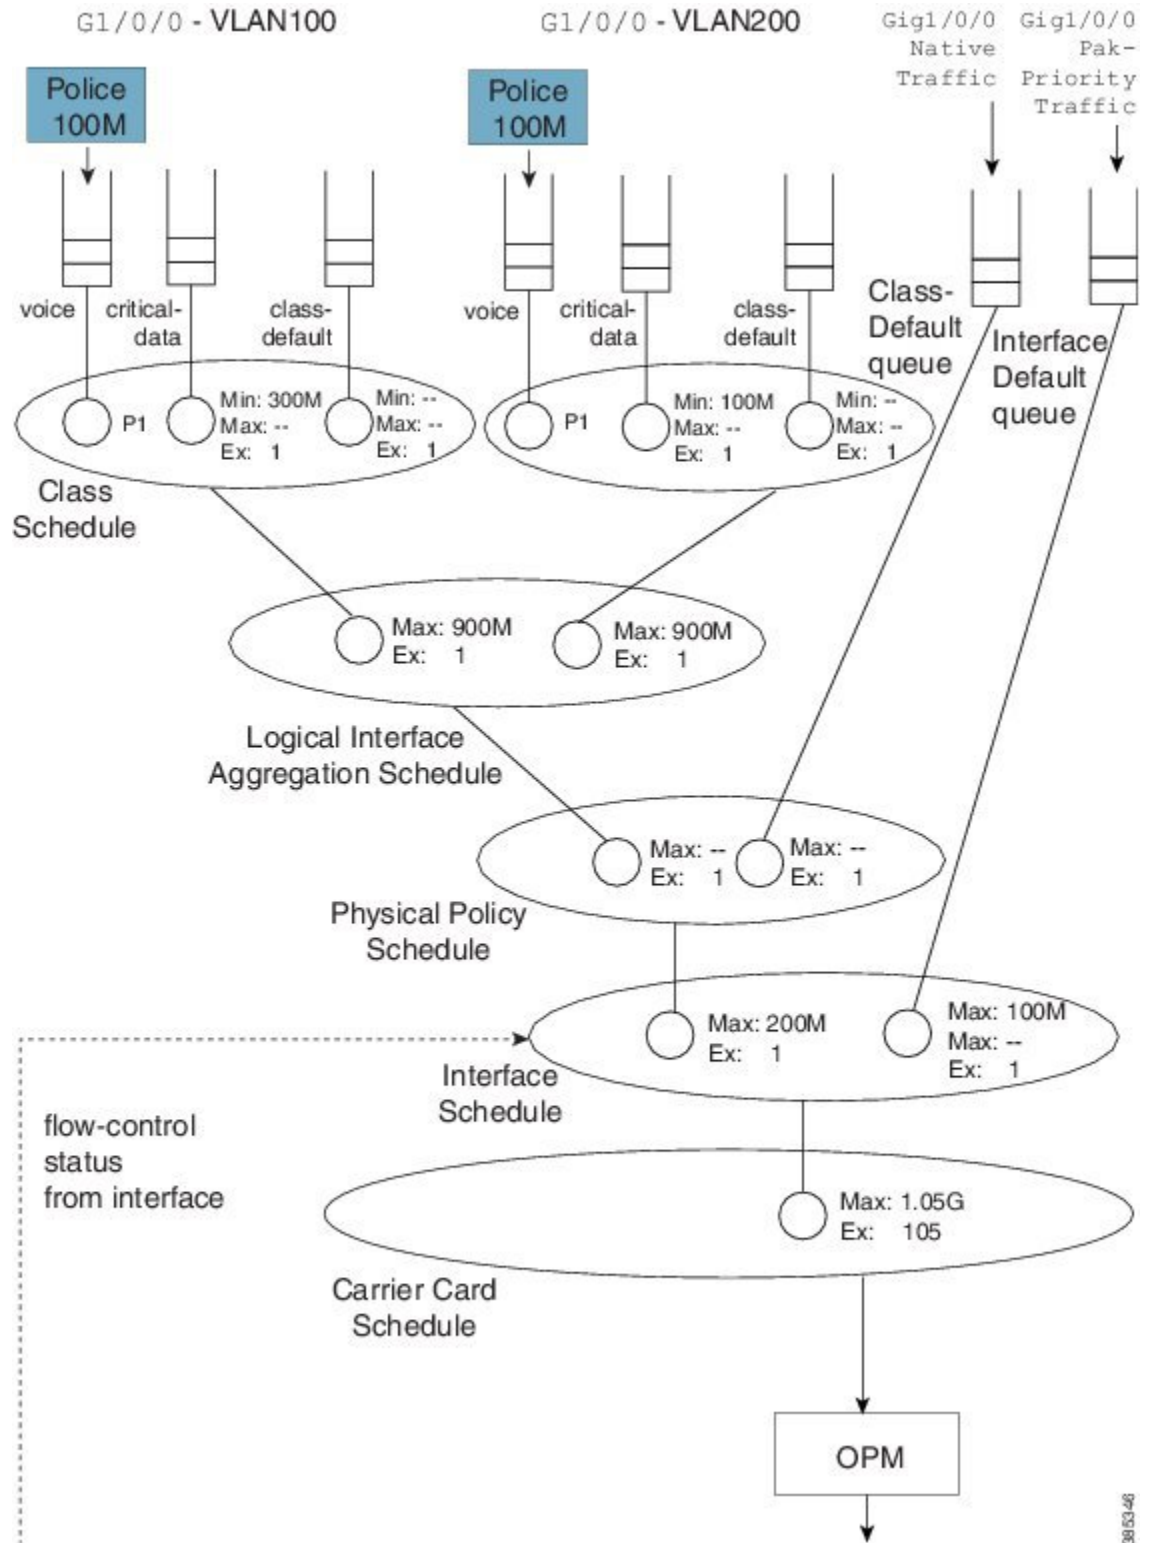 G1/0/0 - VLAN100
G1/0/0 - VLAN200
Gig1/0/0
Native
Traffic
Gig1/0/0
Pak-
Priority
Traffic
Police
100M
Police
100M
voice
critical-
data
class-
default
voice
critical-
data
class-
default
Class-
Default
queue
Interface
Default
queue
P1
Min: 300M
Max: --
Ex: 1
Min: --
Max: --
Ex: 1
P1
Min: 100M
Max: --
Ex: 1
Min: --
Max: --
Ex: 1
Class
Schedule
Max: 900M
Ex: 1
Max: 900M
Ex: 1
Logical Interface
Aggregation Schedule
Max: --
Ex: 1
Max: --
Ex: 1
Physical Policy
Schedule
Max: 200M
Ex: 1
Max: 100M
Max: --
Ex: 1
Interface
Schedule
flow-control
status
from interface
Max: 1.05G
Ex: 105
Carrier Card
Schedule
OPM
385346